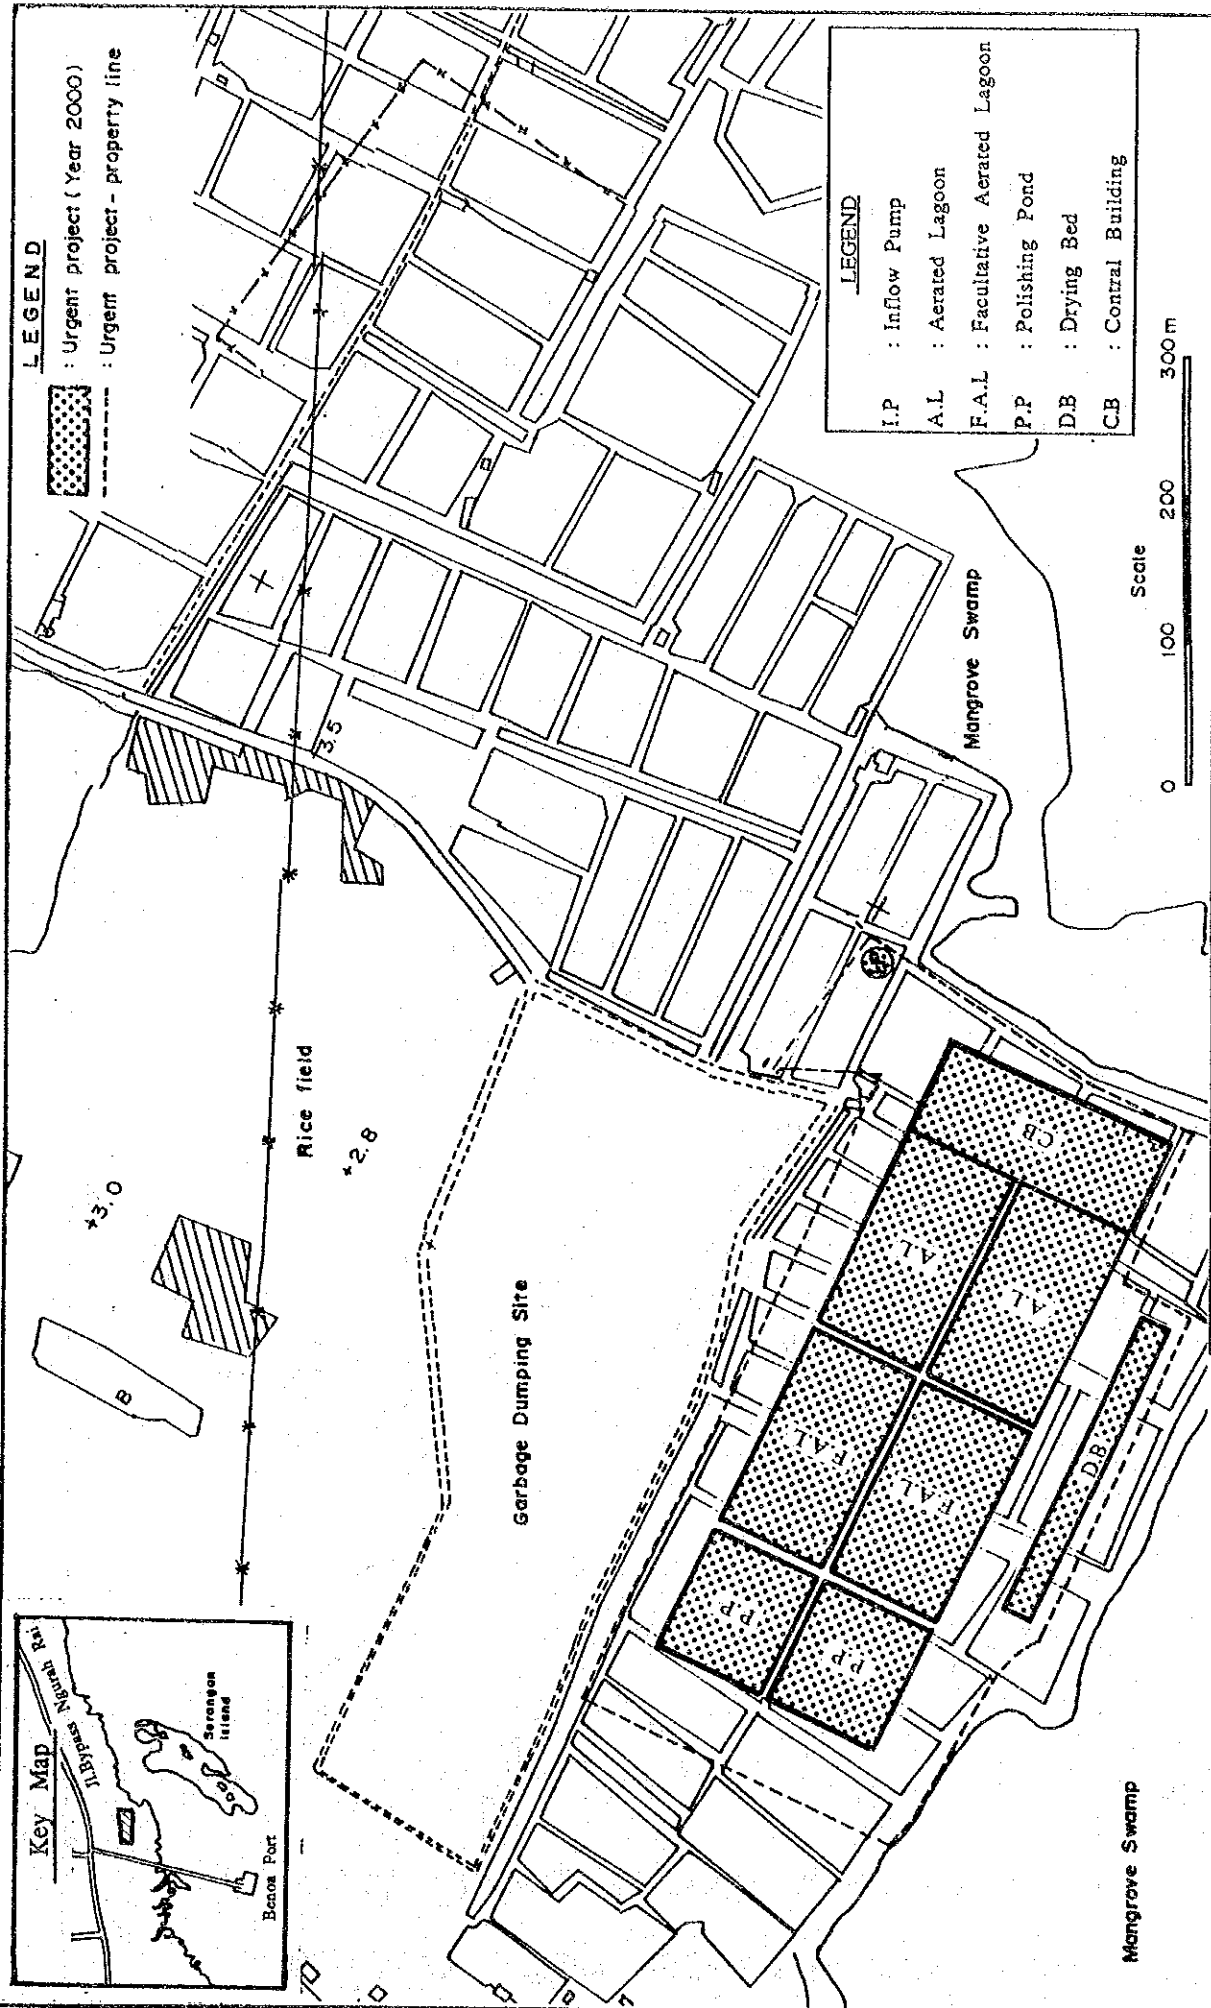 Key Map
Jl.Bypass Ngurah Rai
Serangan
Island
Benoa Port
LEGEND
: Urgent project ( Year 2000 )
: Urgent project - property line
+3.0
B
Rice field
+2.8
3.5
Garbage Dumping Site
I.P.
CB
A.L
A.L
F.A.L
F.A.L
P.P
P.P
D.B.
Mangrove Swamp
Mangrove Swamp
LEGEND
I.P : Inflow Pump
A.L : Aerated Lagoon
F.A.L : Facultative Aerated Lagoon
P.P : Polishing Pond
D.B : Drying Bed
C.B : Contral Building
Scale
0 100 200 300 m